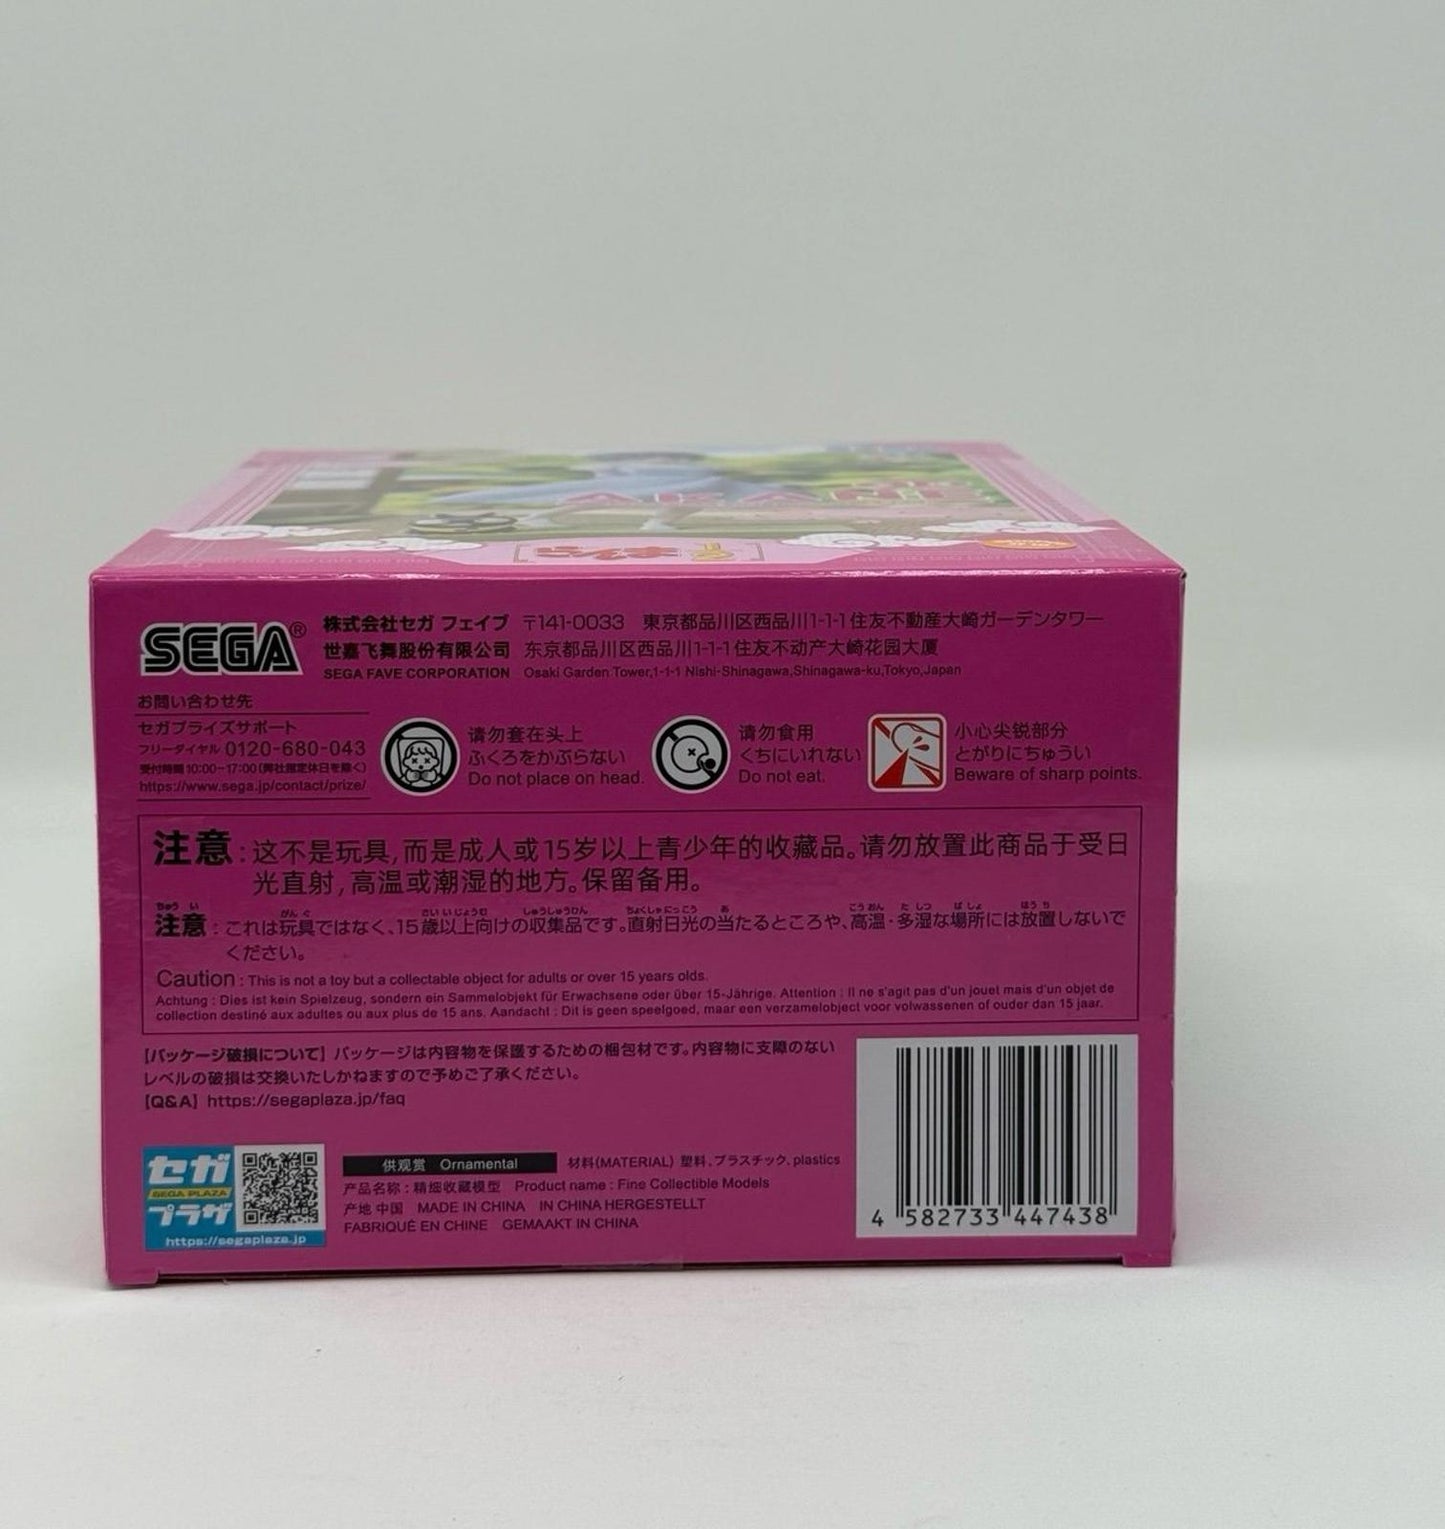 AKANE
らんま1/2
SEGA®
株式会社セガ フェイブ 〒141-0033 東京都品川区西品川1-1-1住友不動産大崎ガーデンタワー
世嘉飞舞股份有限公司 东京都品川区西品川1-1-1住友不动产大崎花园大厦
SEGA FAVE CORPORATION Osaki Garden Tower,1-1-1 Nishi-Shinagawa,Shinagawa-ku,Tokyo,Japan
お問い合わせ先
セガプライズサポート
フリーダイヤル 0120-680-043
受付時間10:00-17:00(弊社指定休日を除く)
https://www.sega.jp/contact/prize/
请勿套在头上
ふくろをかぶらない
Do not place on head.
请勿食用
くちにいれない
Do not eat.
小心尖锐部分
とがりにちゅうい
Beware of sharp points.
注意:这不是玩具,而是成人或15岁以上青少年的收藏品。请勿放置此商品于受日
光直射,高温或潮湿的地方。保留备用。
注意:これは玩具ではなく、15歳以上向けの収集品です。直射日光の当たるところや、高温・多湿な場所には放置しないで
ください。
Caution : This is not a toy but a collectable object for adults or over 15 years olds.
Achtung : Dies ist kein Spielzeug, sondern ein Sammelobjekt für Erwachsene oder über 15-Jährige. Attention : Il ne s'agit pas d'un jouet mais d'un objet de
collection destiné aux adultes ou aux plus de 15 ans. Aandacht : Dit is geen speelgoed, maar een verzamelobject voor volwassenen of ouder dan 15 jaar.
【パッケージ破損について】パッケージは内容物を保護するための梱包材です。内容物に支障のない
レベルの破損は交換いたしかねますので予めご了承ください。
【Q&A】https://segaplaza.jp/faq
セガ
SEGA PLAZA
プラザ
https://segaplaza.jp
供观赏 Ornamental 材料(MATERIAL) 塑料、プラスチック、plastics
产品名称:精细收藏模型 Product name : Fine Collectible Models
产地 中国 MADE IN CHINA IN CHINA HERGESTELLT
FABRIQUÉ EN CHINE GEMAAKT IN CHINA
4 582733 447438